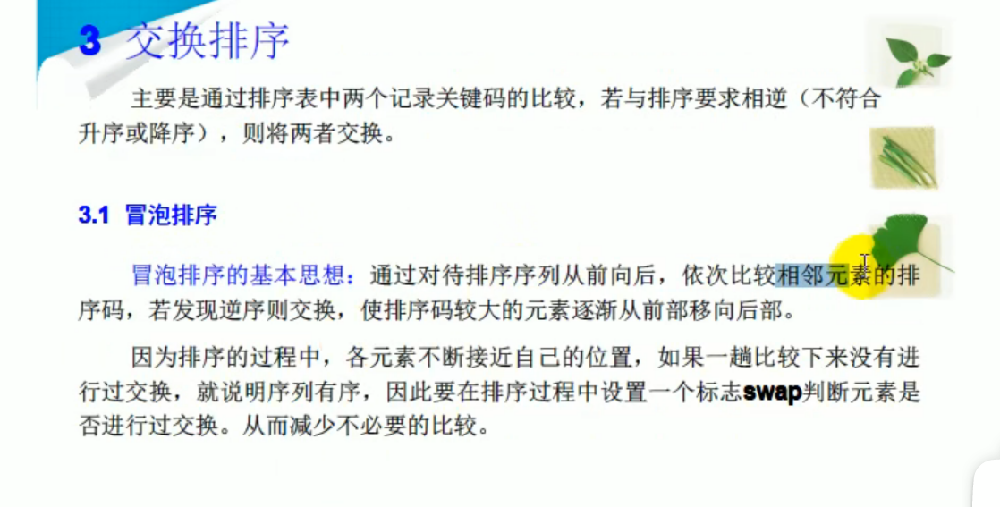 3 交换排序
主要是通过排序表中两个记录关键码的比较，若与排序要求相逆（不符合
升序或降序），则将两者交换。
3.1 冒泡排序
冒泡排序的基本思想：通过对待排序序列从前向后，依次比较相邻元素的排
序码，若发现逆序则交换，使排序码较大的元素逐渐从前部移向后部。
因为排序的过程中，各元素不断接近自己的位置，如果一趟比较下来没有进
行过交换，就说明序列有序，因此要在排序过程中设置一个标志swap判断元素是
否进行过交换。从而减少不必要的比较。